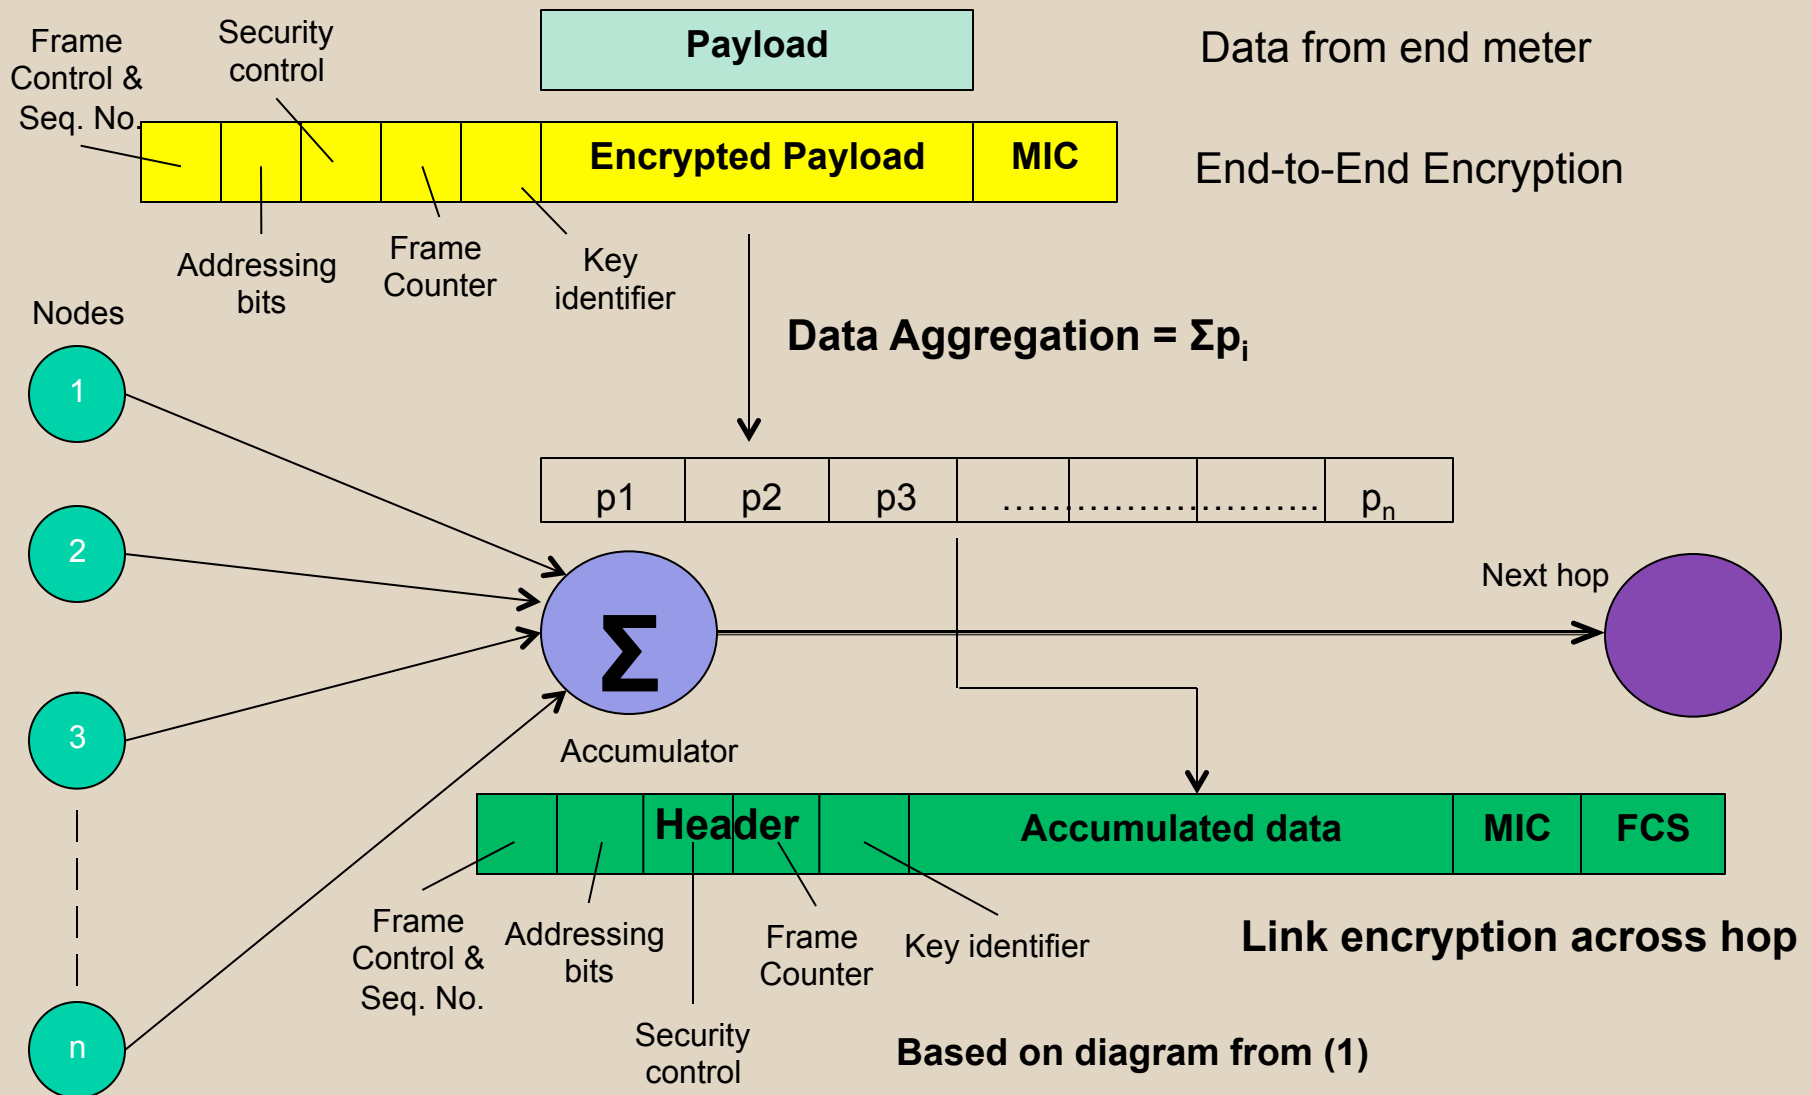 Frame
Control &
Seq. No.
Security
control
Payload
Data from end meter
Encrypted Payload
MIC
End-to-End Encryption
Addressing
bits
Frame
Counter
Key
identifier
Nodes
Data Aggregation = Σpi
1
p1
p2
p3
……………………..
pn
2
Next hop
Σ
3
Accumulator
Header
Accumulated data
MIC
FCS
Frame
Control &
Seq. No.
Addressing
bits
Frame
Counter
Key identifier
Link encryption across hop
Security
control
n
Based on diagram from (1)